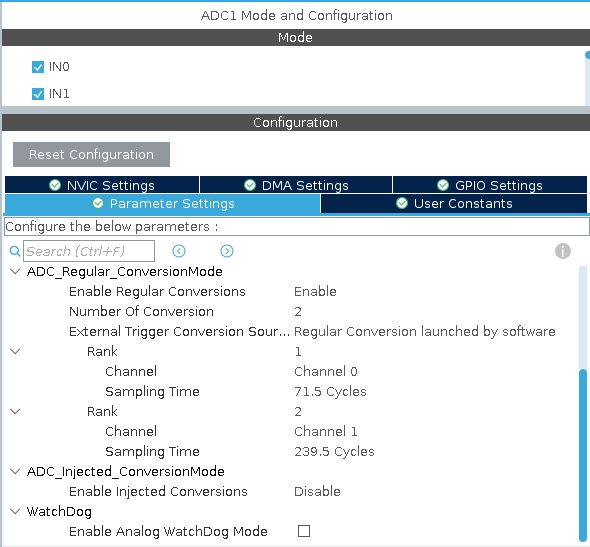 ADC1 Mode and Configuration
Mode
IN0
IN1
Configuration
Reset Configuration
NVIC Settings DMA Settings GPIO Settings
Parameter Settings User Constants
Configure the below parameters :
Search (Ctrl+F)
ADC_Regular_ConversionMode
Enable Regular Conversions Enable
Number Of Conversion 2
External Trigger Conversion Sour... Regular Conversion launched by software
Rank 1
Channel Channel 0
Sampling Time 71.5 Cycles
Rank 2
Channel Channel 1
Sampling Time 239.5 Cycles
ADC_Injected_ConversionMode
Enable Injected Conversions Disable
WatchDog
Enable Analog WatchDog Mode